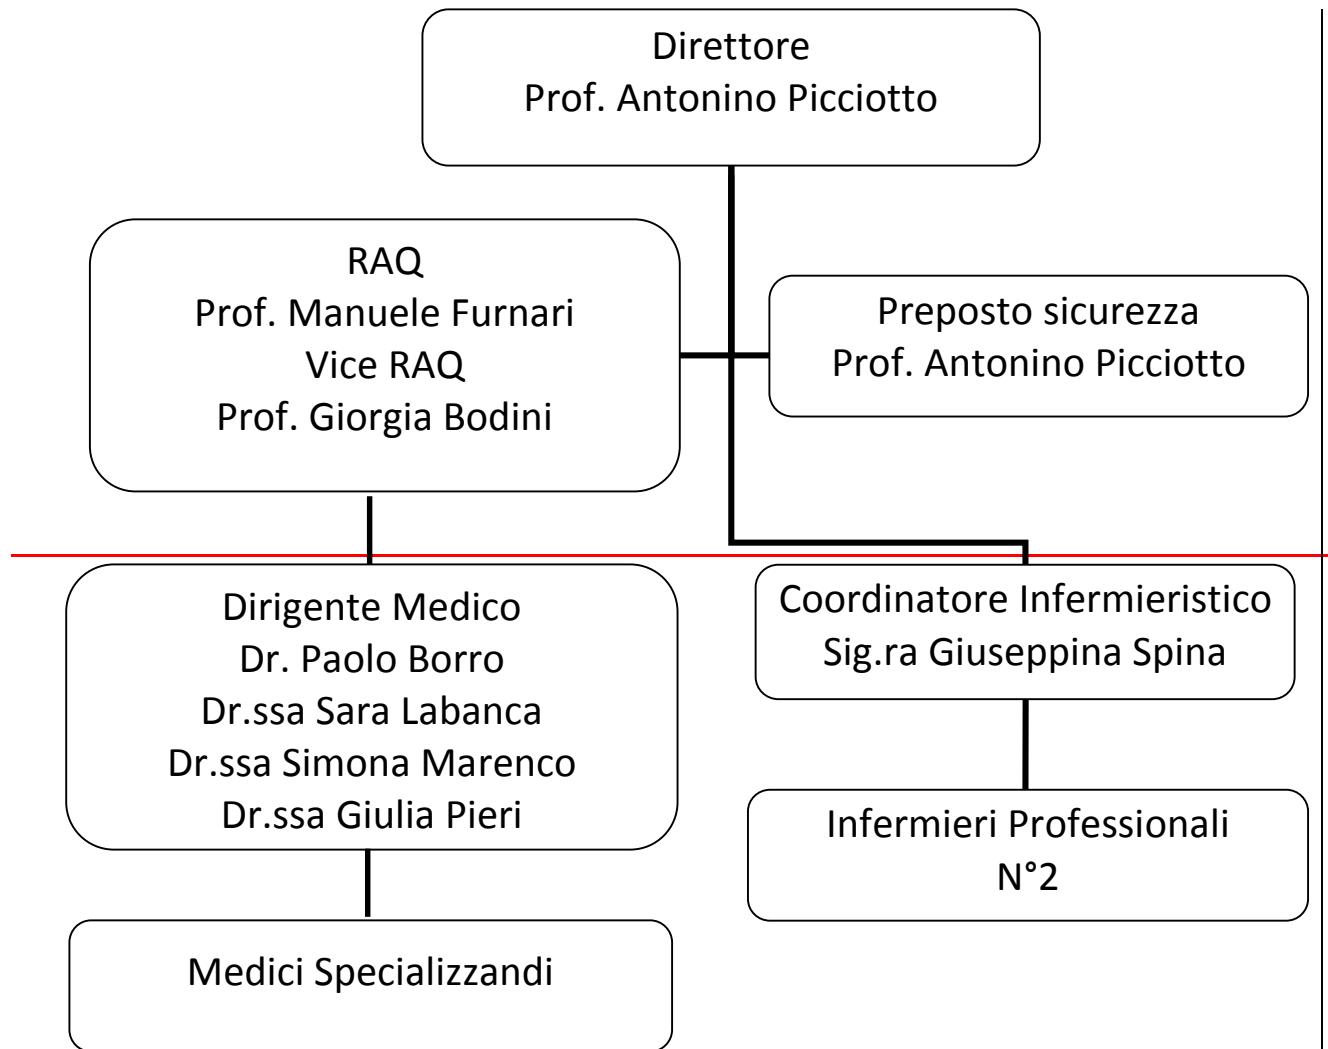 Direttore
Prof. Antonino Picciotto
RAQ
Prof. Manuele Furnari
Vice RAQ
Prof. Giorgia Bodini
Preposto sicurezza
Prof. Antonino Picciotto
Dirigente Medico
Dr. Paolo Borro
Dr.ssa Sara Labanca
Dr.ssa Simona Marenco
Dr.ssa Giulia Pieri
Coordinatore Infermieristico
Sig.ra Giuseppina Spina
Infermieri Professionali
N°2
Medici Specializzandi